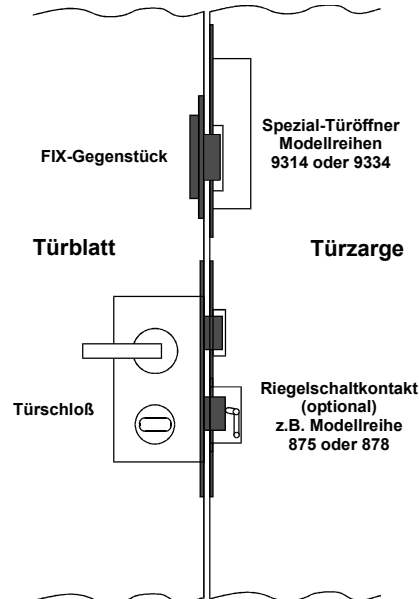 Spezial-Türöffner
Modellreihen
9314 oder 9334
FIX-Gegenstück
Türblatt
Türzarge
Türschloß
Riegelschaltkontakt
(optional)
z.B. Modellreihe
875 oder 878